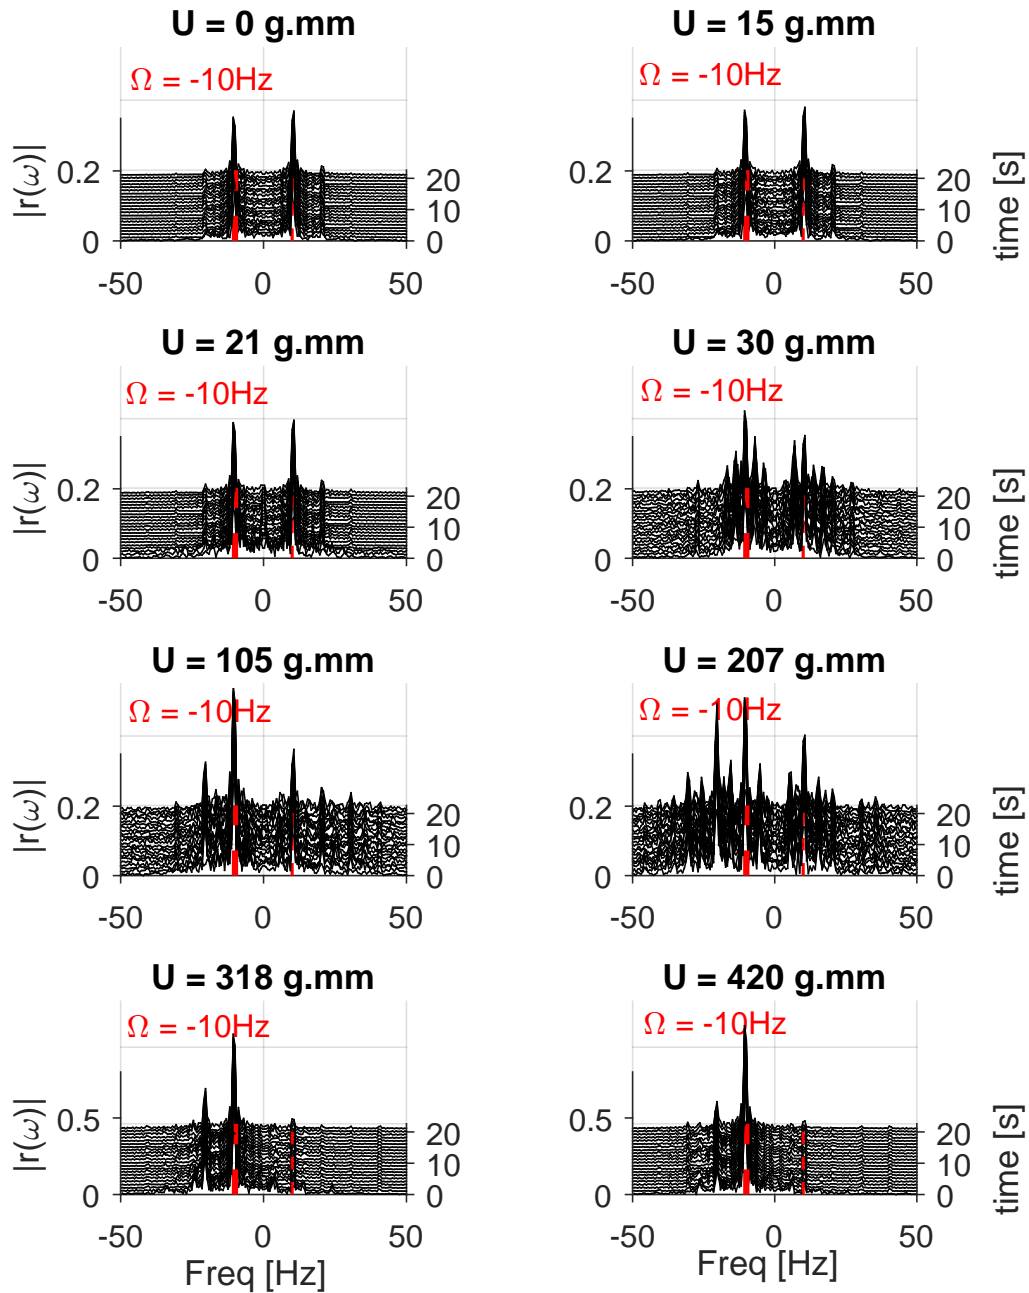 U = 0 g.mm
U = 15 g.mm
Ω = -10Hz
Ω = -10Hz
|r(ω)|
0.2
0
20
10
0
0.2
0
20
10
0
time [s]
-50
0
50
-50
0
50
U = 21 g.mm
U = 30 g.mm
Ω = -10Hz
Ω = -10Hz
|r(ω)|
0.2
0
20
10
0
0.2
0
20
10
0
time [s]
-50
0
50
-50
0
50
U = 105 g.mm
U = 207 g.mm
Ω = -10Hz
Ω = -10Hz
|r(ω)|
0.2
0
20
10
0
0.2
0
20
10
0
time [s]
-50
0
50
-50
0
50
U = 318 g.mm
U = 420 g.mm
Ω = -10Hz
Ω = -10Hz
|r(ω)|
0.5
0
20
10
0
0.5
0
20
10
0
time [s]
-50
0
50
-50
0
50
Freq [Hz]
Freq [Hz]